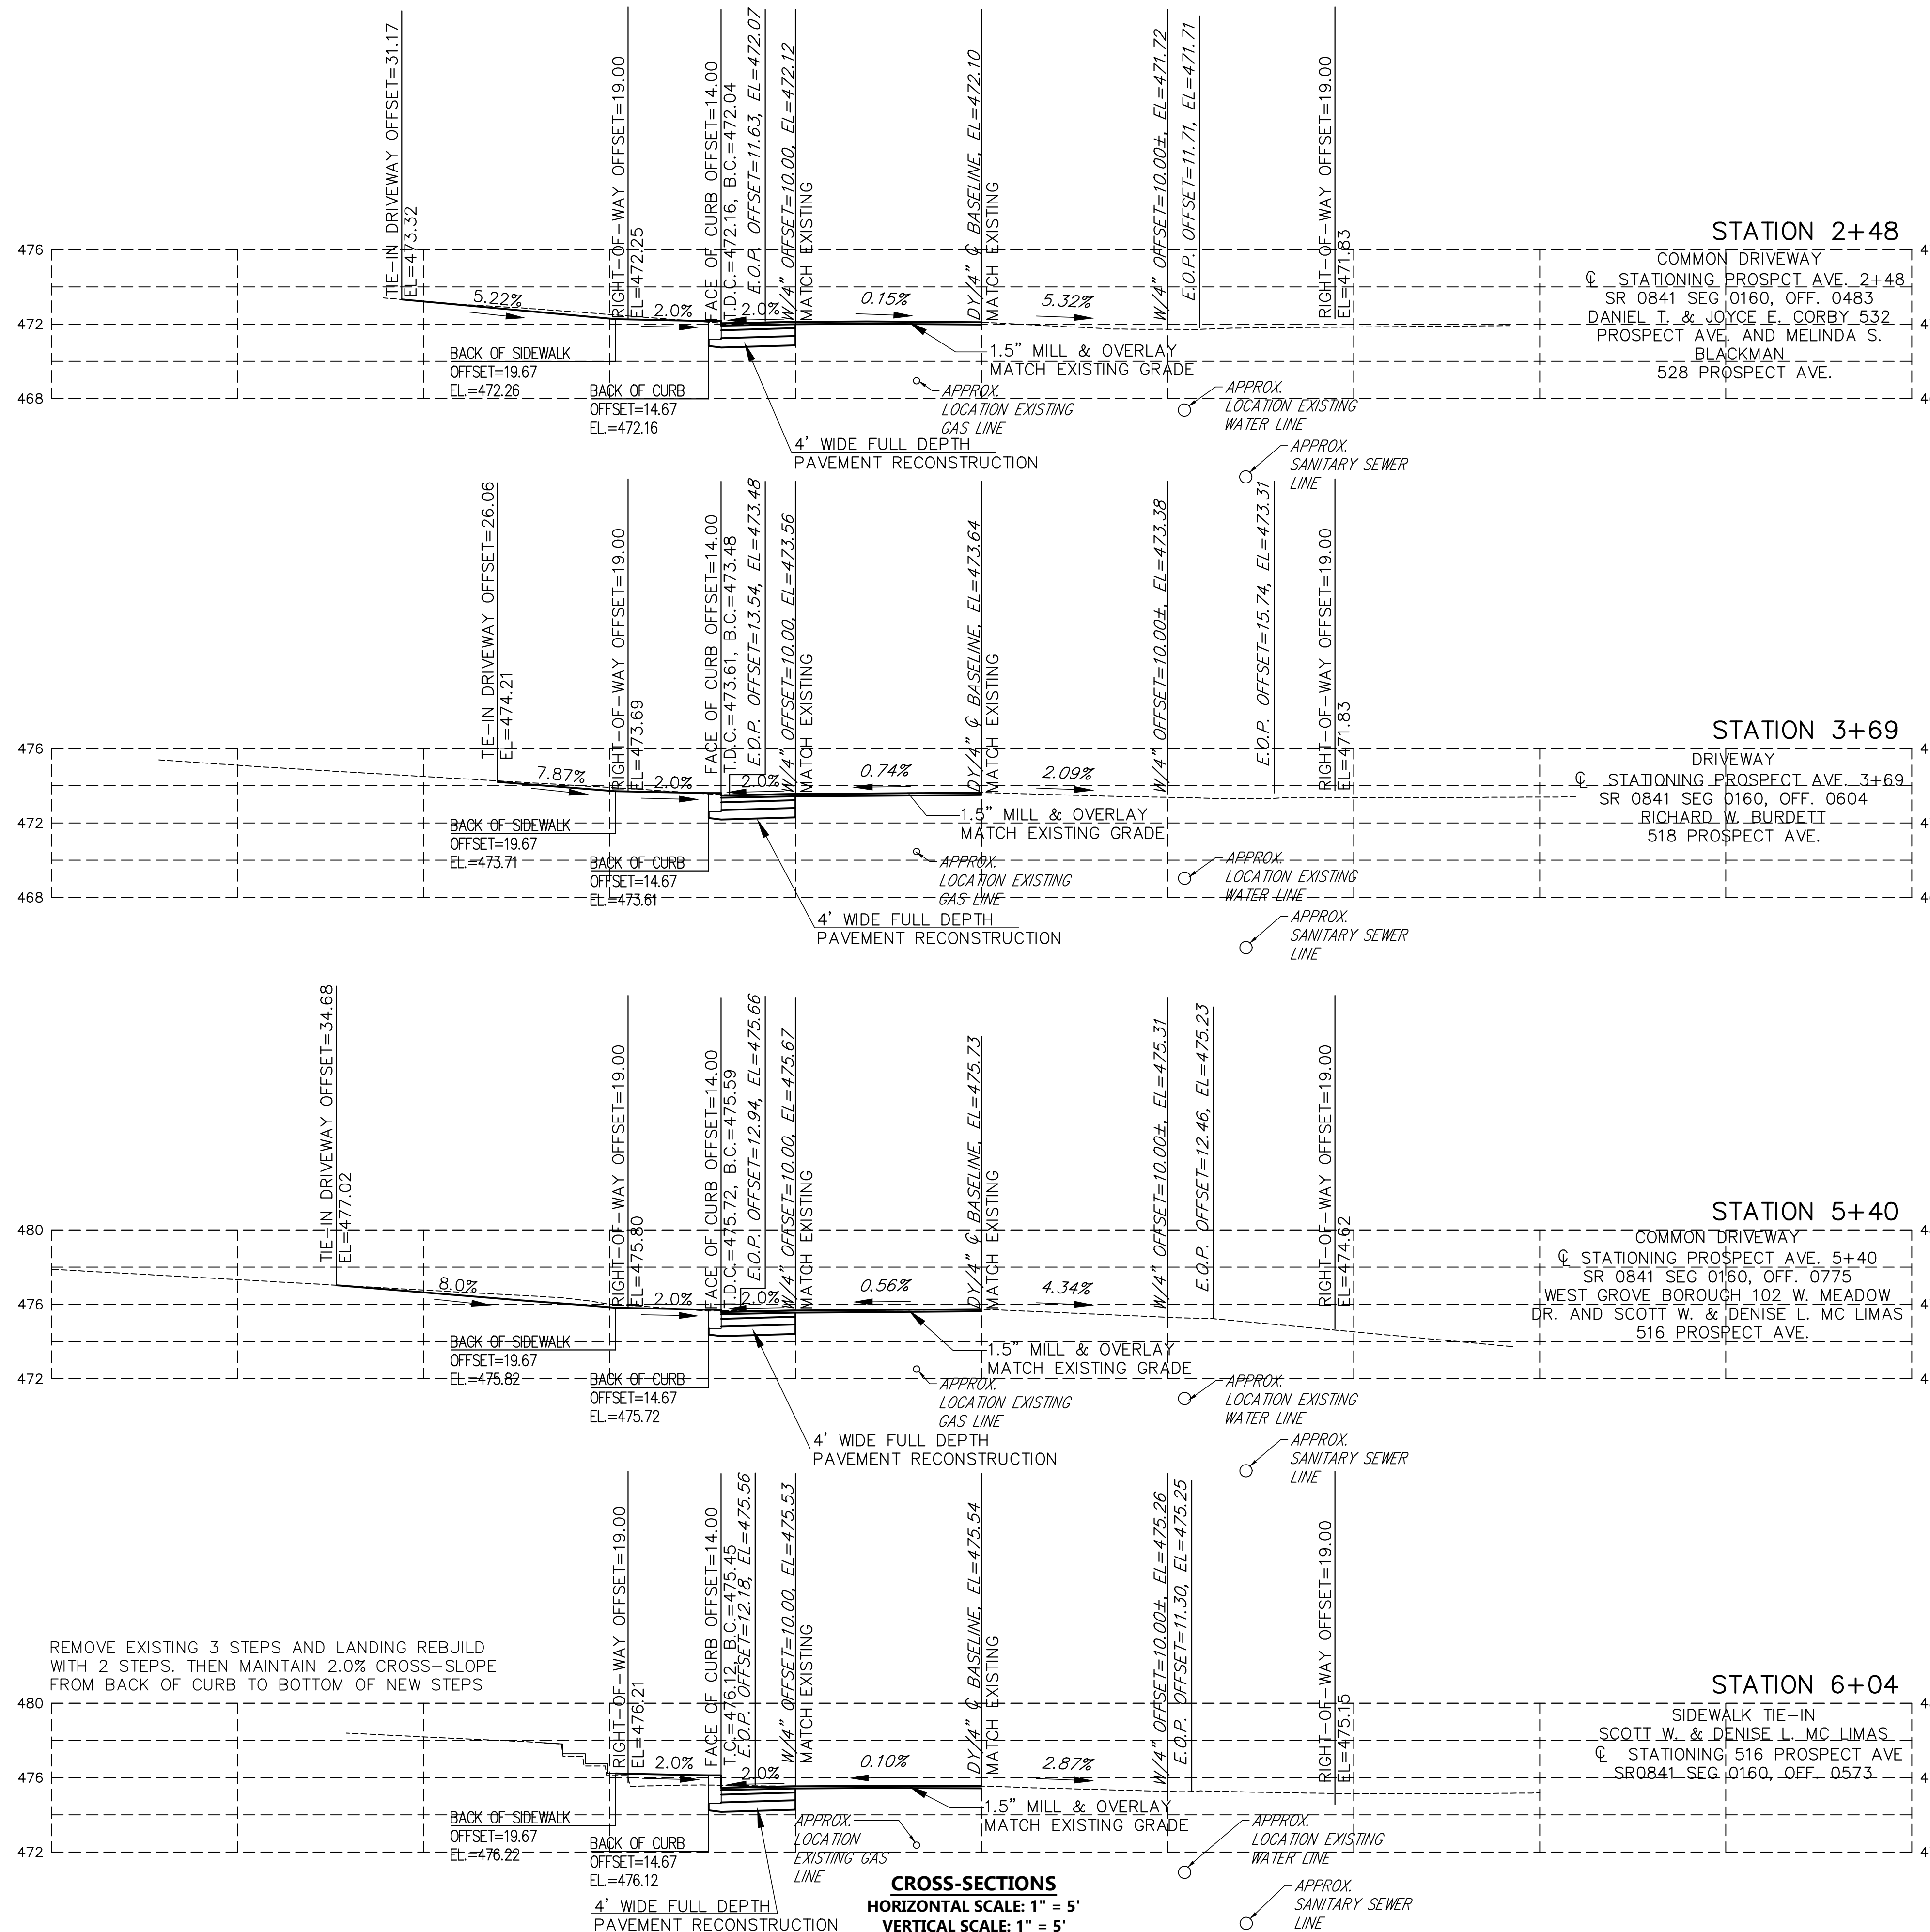 TIE-IN DRIVEWAY OFFSET=31.17
EL=473.32
RIGHT-OF-WAY OFFSET=19.00
EL=472.25
FACE OF CURB OFFSET=14.00
T.D.C.=472.16, B.C.=472.04
E.O.P. OFFSET=11.63, EL=472.07
W/4" OFFSET=10.00, EL=472.12
MATCH EXISTING
DY/4" ℄ BASELINE, EL=472.10
MATCH EXISTING
W/4" OFFSET=10.00±, EL=471.72
E.O.P. OFFSET=11.71, EL=471.71
RIGHT-OF-WAY OFFSET=19.00
EL=471.83
STATION 2+48
COMMON DRIVEWAY
℄ STATIONING PROSPCT AVE. 2+48
SR 0841 SEG 0160, OFF. 0483
DANIEL T. & JOYCE E. CORBY 532
PROSPECT AVE. AND MELINDA S.
BLACKMAN
528 PROSPECT AVE.
476
472
468
5.22%
2.0%
2.0%
0.15%
5.32%
BACK OF SIDEWALK
OFFSET=19.67
EL.=472.26
BACK OF CURB
OFFSET=14.67
EL.=472.16
1.5" MILL & OVERLAY
MATCH EXISTING GRADE
APPROX.
LOCATION EXISTING
GAS LINE
APPROX.
LOCATION EXISTING
WATER LINE
4' WIDE FULL DEPTH
PAVEMENT RECONSTRUCTION
APPROX.
SANITARY SEWER
LINE
TIE-IN DRIVEWAY OFFSET=26.06
EL=474.21
RIGHT-OF-WAY OFFSET=19.00
EL=473.69
FACE OF CURB OFFSET=14.00
T.D.C.=473.61, B.C.=473.48
E.O.P. OFFSET=13.54, EL=473.48
W/4" OFFSET=10.00, EL=473.56
MATCH EXISTING
DY/4" ℄ BASELINE, EL=473.64
MATCH EXISTING
W/4" OFFSET=10.00±, EL=473.38
E.O.P. OFFSET=15.74, EL=473.31
RIGHT-OF-WAY OFFSET=19.00
EL=471.83
STATION 3+69
DRIVEWAY
℄ STATIONING PROSPECT AVE. 3+69
SR 0841 SEG 0160, OFF. 0604
RICHARD W. BURDETT
518 PROSPECT AVE.
476
472
468
7.87%
2.0%
2.0%
0.74%
2.09%
BACK OF SIDEWALK
OFFSET=19.67
EL.=473.71
BACK OF CURB
OFFSET=14.67
EL.=473.61
1.5" MILL & OVERLAY
MATCH EXISTING GRADE
APPROX.
LOCATION EXISTING
GAS LINE
APPROX.
LOCATION EXISTING
WATER LINE
4' WIDE FULL DEPTH
PAVEMENT RECONSTRUCTION
APPROX.
SANITARY SEWER
LINE
TIE-IN DRIVEWAY OFFSET=34.68
EL=477.02
RIGHT-OF-WAY OFFSET=19.00
EL=475.80
FACE OF CURB OFFSET=14.00
T.D.C.=475.72, B.C.=475.59
E.O.P. OFFSET=12.94, EL=475.66
W/4" OFFSET=10.00, EL=475.67
MATCH EXISTING
DY/4" ℄ BASELINE, EL=475.73
MATCH EXISTING
W/4" OFFSET=10.00±, EL=475.31
E.O.P. OFFSET=12.46, EL=475.23
RIGHT-OF-WAY OFFSET=19.00
EL=474.62
STATION 5+40
COMMON DRIVEWAY
℄ STATIONING PROSPECT AVE. 5+40
SR 0841 SEG 0160, OFF. 0775
WEST GROVE BOROUGH 102 W. MEADOW
DR. AND SCOTT W. & DENISE L. MC LIMAS
516 PROSPECT AVE.
480
476
472
8.0%
2.0%
2.0%
0.56%
4.34%
BACK OF SIDEWALK
OFFSET=19.67
EL.=475.82
BACK OF CURB
OFFSET=14.67
EL.=475.72
1.5" MILL & OVERLAY
MATCH EXISTING GRADE
APPROX.
LOCATION EXISTING
GAS LINE
APPROX.
LOCATION EXISTING
WATER LINE
4' WIDE FULL DEPTH
PAVEMENT RECONSTRUCTION
APPROX.
SANITARY SEWER
LINE
REMOVE EXISTING 3 STEPS AND LANDING REBUILD
WITH 2 STEPS. THEN MAINTAIN 2.0% CROSS-SLOPE
FROM BACK OF CURB TO BOTTOM OF NEW STEPS
RIGHT-OF-WAY OFFSET=19.00
EL=476.21
FACE OF CURB OFFSET=14.00
T.C.=476.12, B.C.=475.45
E.O.P. OFFSET=12.18, EL=475.56
W/4" OFFSET=10.00, EL=475.53
MATCH EXISTING
DY/4" ℄ BASELINE, EL=475.54
MATCH EXISTING
W/4" OFFSET=10.00±, EL=475.26
E.O.P. OFFSET=11.30, EL=475.25
RIGHT-OF-WAY OFFSET=19.00
EL=475.15
STATION 6+04
SIDEWALK TIE-IN
SCOTT W. & DENISE L. MC LIMAS
℄ STATIONING 516 PROSPECT AVE
SR0841 SEG 0160, OFF. 0573
480
476
472
2.0%
2.0%
0.10%
2.87%
BACK OF SIDEWALK
OFFSET=19.67
EL.=476.22
BACK OF CURB
OFFSET=14.67
EL.=476.12
1.5" MILL & OVERLAY
MATCH EXISTING GRADE
APPROX.
LOCATION
EXISTING GAS
LINE
APPROX.
LOCATION EXISTING
WATER LINE
4' WIDE FULL DEPTH
PAVEMENT RECONSTRUCTION
APPROX.
SANITARY SEWER
LINE
CROSS-SECTIONS
HORIZONTAL SCALE: 1" = 5'
VERTICAL SCALE: 1" = 5'